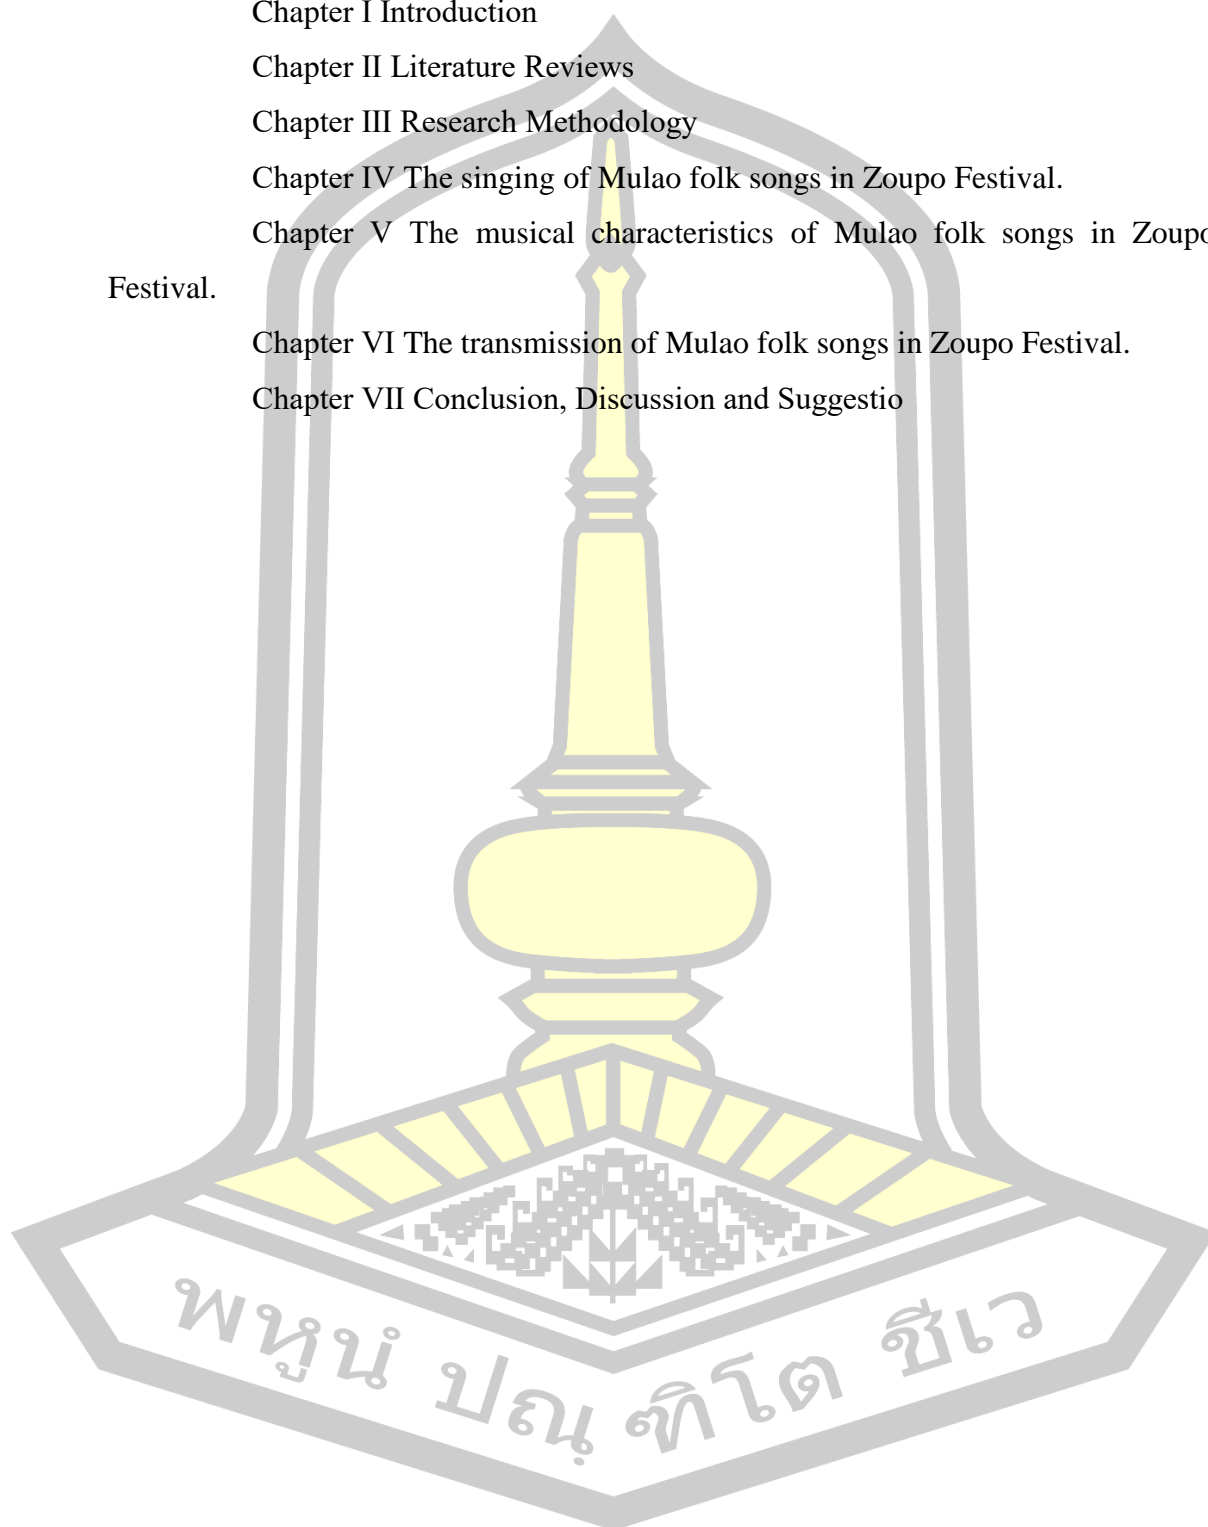 Chapter I Introduction
Chapter II Literature Reviews
Chapter III Research Methodology
Chapter IV The singing of Mulao folk songs in Zoupo Festival.
Chapter V The musical characteristics of Mulao folk songs in Zoupo
Festival.
Chapter VI The transmission of Mulao folk songs in Zoupo Festival.
Chapter VII Conclusion, Discussion and Suggestio
พหูนํ ปณฺฑิโต ชีเว